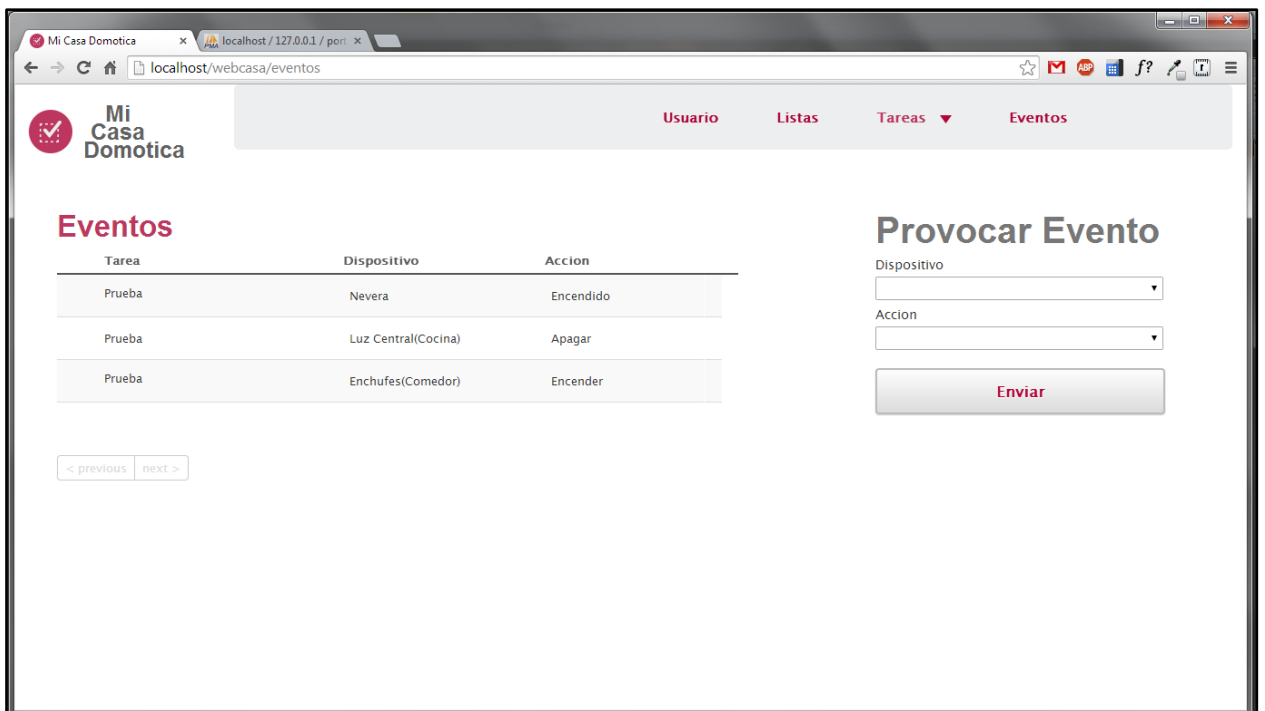 Mi Casa Domotica
localhost / 127.0.0.1 / port
localhost/webcasa/eventos
ABP
f?
Mi
Casa
Domotica
Usuario
Listas
Tareas ▼
Eventos
Eventos
Tarea Dispositivo Accion
Prueba Nevera Encendido
Prueba Luz Central(Cocina) Apagar
Prueba Enchufes(Comedor) Encender
< previous next >
Provocar Evento
Dispositivo
Accion
Enviar